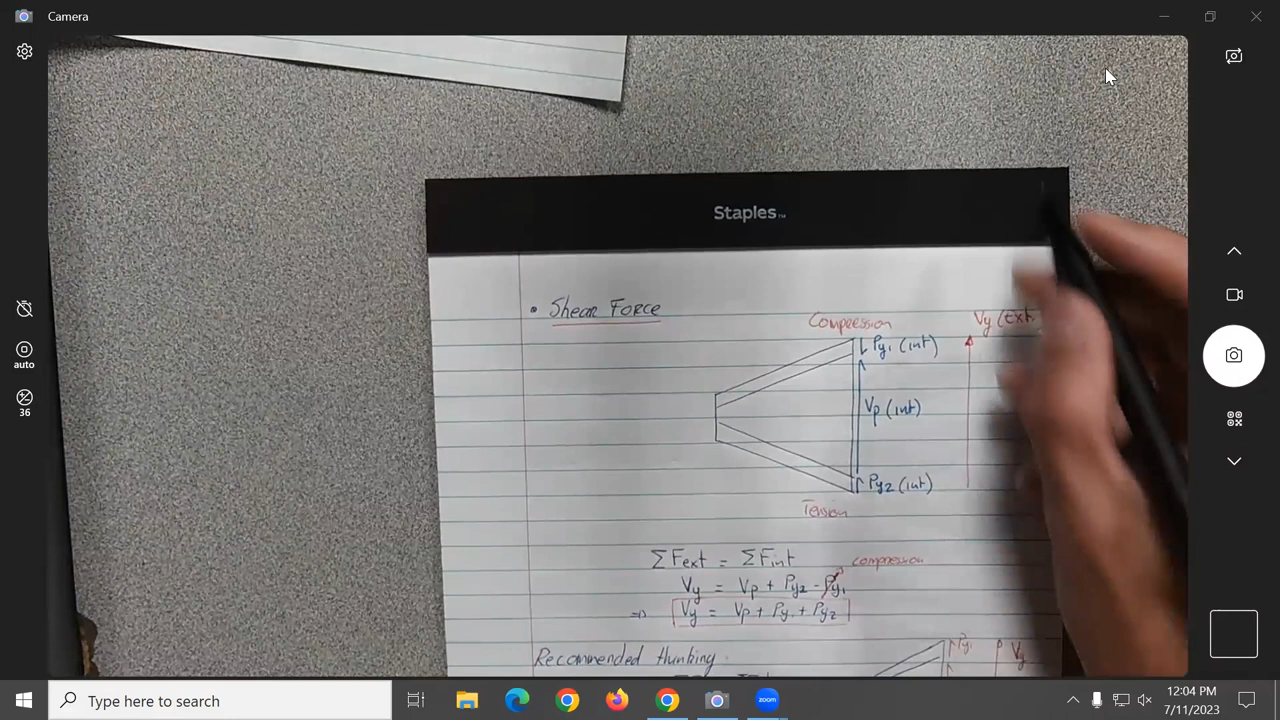 Camera
Staples
• Shear Force
Compression
Vy (Ext.
Py1 (int)
Vp (int)
Py2 (int)
Tension
ΣFext = ΣFint
compression
Vy = Vp + Py2 - Py1
=> Vy = Vp + Py1 + Py2
Recommended
Py1
Vy
auto
36
Type here to search
zoom
12:04 PM
7/11/2023